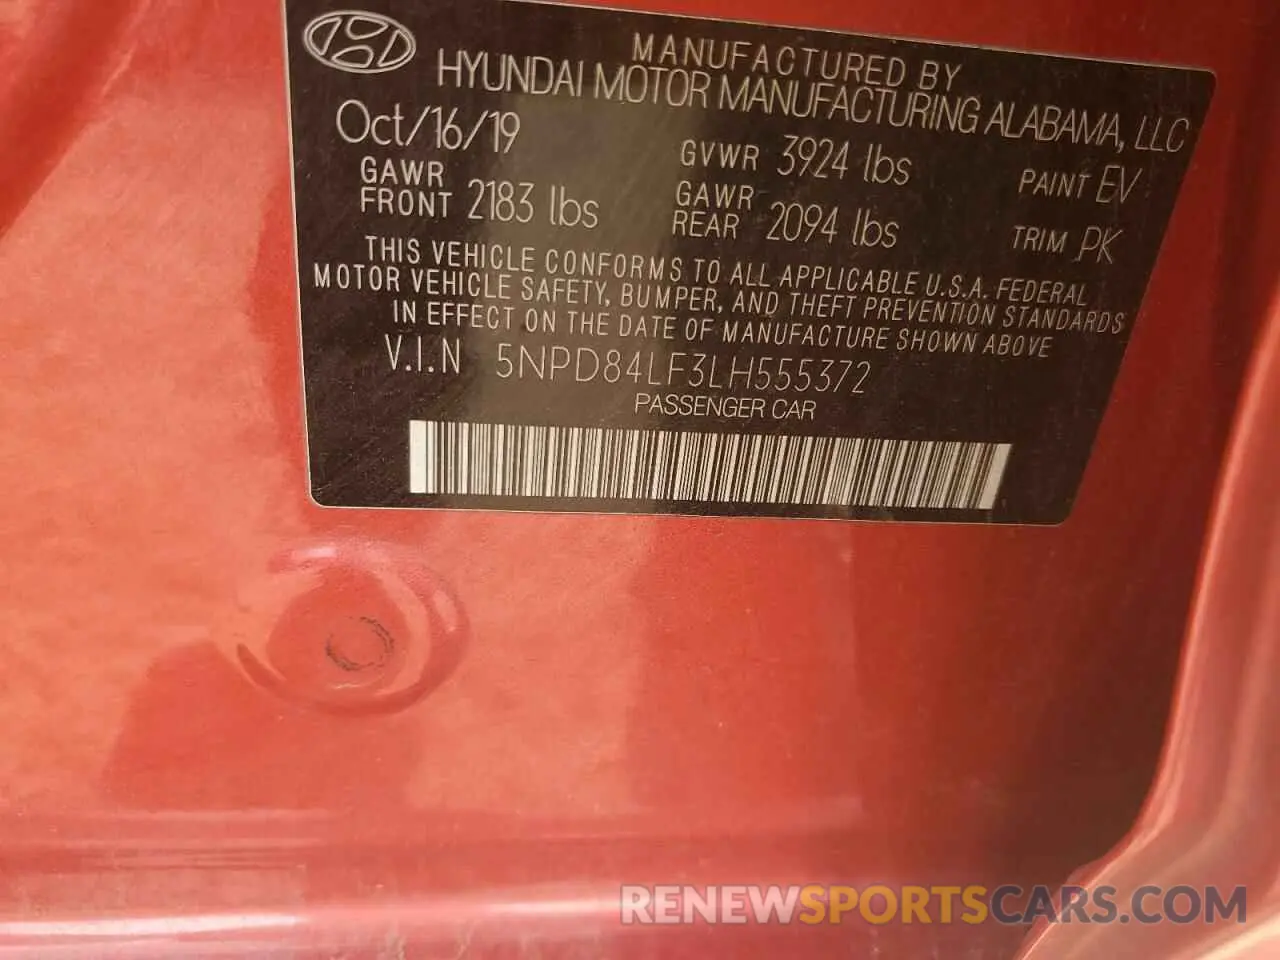 MANUFACTURED BY
HYUNDAI MOTOR MANUFACTURING ALABAMA, LLC
Oct/16/19 GVWR 3924 lbs PAINT EV
GAWR FRONT 2183 lbs GAWR REAR 2094 lbs TRIM PK
THIS VEHICLE CONFORMS TO ALL APPLICABLE U.S.A. FEDERAL
MOTOR VEHICLE SAFETY, BUMPER, AND THEFT PREVENTION STANDARDS
IN EFFECT ON THE DATE OF MANUFACTURE SHOWN ABOVE
V.I.N 5NPD84LF3LH555372
PASSENGER CAR
RENEWSPORTSCARS.COM